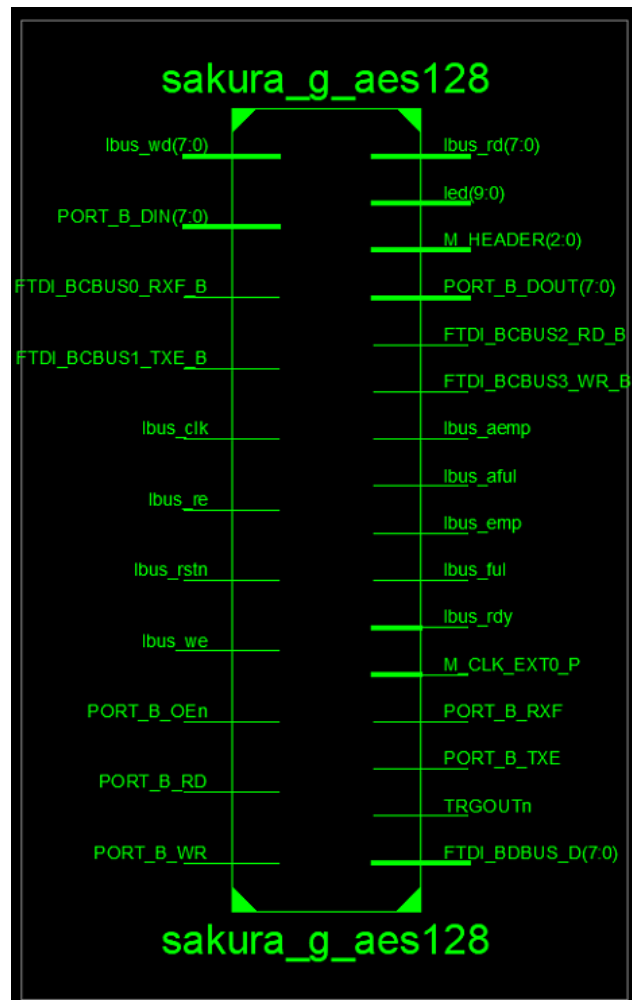 sakura_g_aes128
lbus_wd(7:0)
PORT_B_DIN(7:0)
FTDI_BCBUS0_RXF_B
FTDI_BCBUS1_TXE_B
lbus_clk
lbus_re
lbus_rstn
lbus_we
PORT_B_OEn
PORT_B_RD
PORT_B_WR
lbus_rd(7:0)
led(9:0)
M_HEADER(2:0)
PORT_B_DOUT(7:0)
FTDI_BCBUS2_RD_B
FTDI_BCBUS3_WR_B
lbus_aemp
lbus_aful
lbus_emp
lbus_ful
lbus_rdy
M_CLK_EXT0_P
PORT_B_RXF
PORT_B_TXE
TRGOUTn
FTDI_BDBUS_D(7:0)
sakura_g_aes128